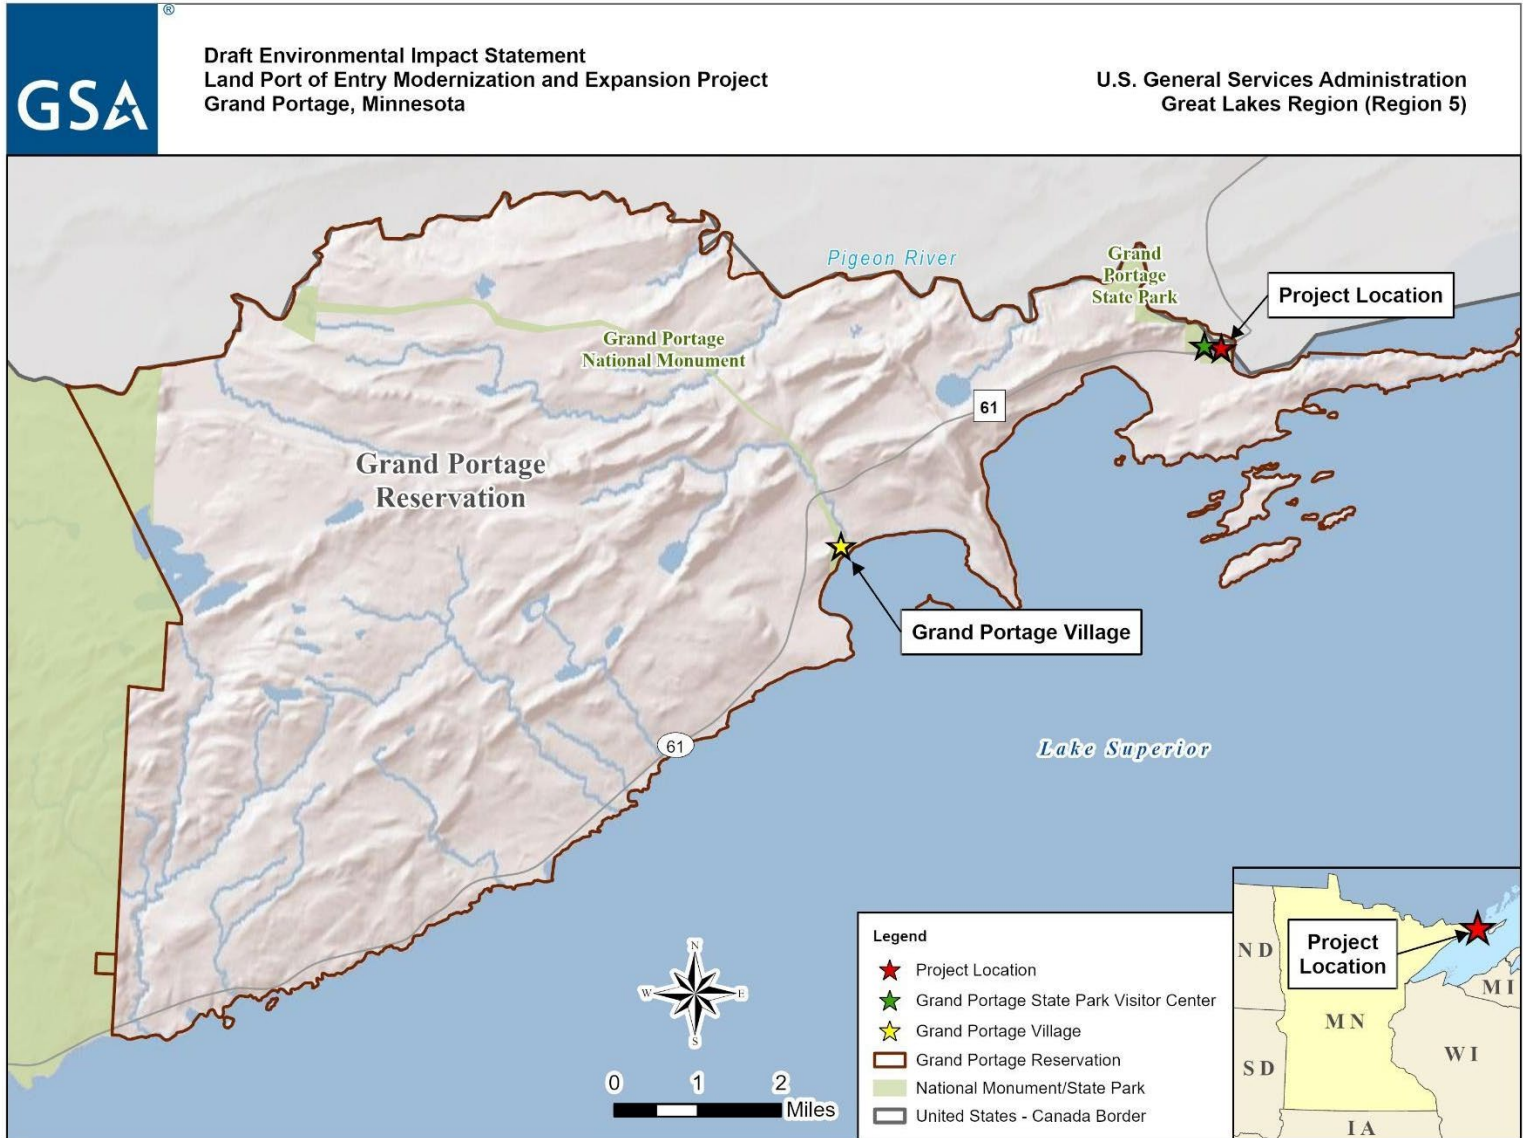 ®
GSA
Draft Environmental Impact Statement
Land Port of Entry Modernization and Expansion Project
Grand Portage, Minnesota
U.S. General Services Administration
Great Lakes Region (Region 5)
Pigeon River
Grand
Portage
State Park
Project Location
Grand Portage
National Monument
61
Grand Portage
Reservation
Grand Portage Village
61
Lake Superior
N
W
E
S
0 1 2
Miles
Legend
Project Location
Grand Portage State Park Visitor Center
Grand Portage Village
Grand Portage Reservation
National Monument/State Park
United States - Canada Border
Project
Location
ND
MI
MN
WI
SD
IA